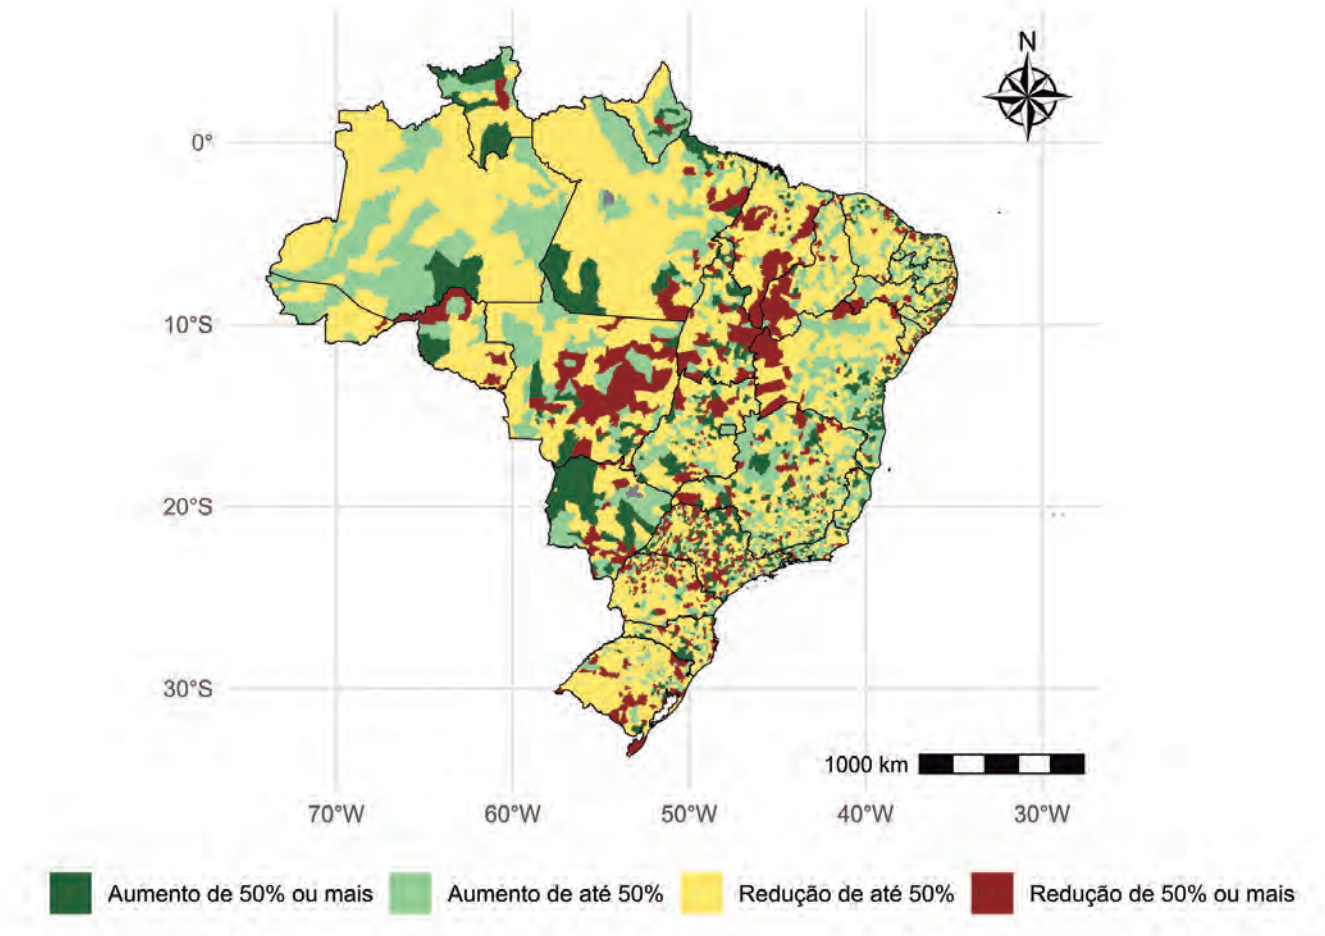 N
0°
10°S
20°S
30°S
1000 km
70°W 60°W 50°W 40°W 30°W
Aumento de 50% ou mais Aumento de até 50% Redução de até 50% Redução de 50% ou mais